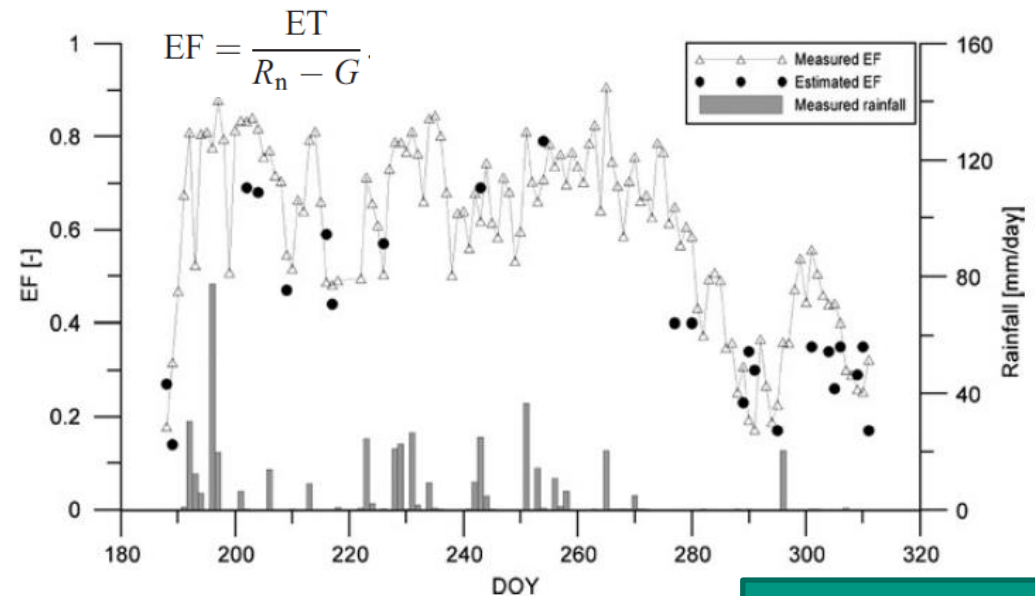 EF = ET / (Rn − G).
1
0.8
0.6
0.4
0.2
0
EF [-]
Measured EF
Estimated EF
Measured rainfall
160
120
80
40
0
Rainfall [mm/day]
180 200 220 240 260 280 300 320
DOY